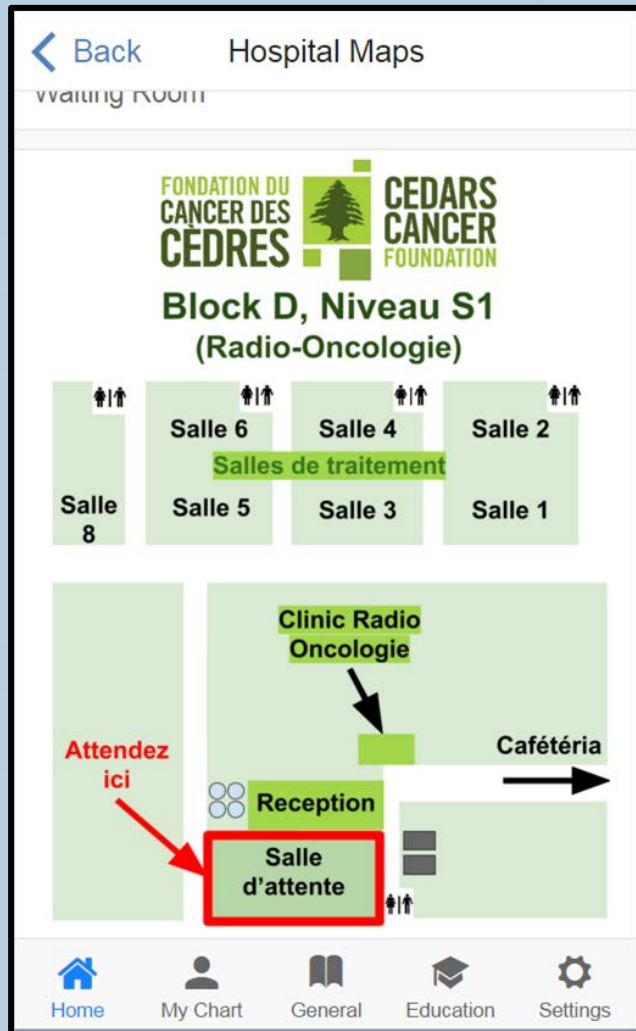 Back
Hospital Maps
Waiting Room
FONDATION DU
CANCER DES
CÈDRES
CEDARS
CANCER
FOUNDATION
Block D, Niveau S1
(Radio-Oncologie)
Salle 6
Salle 4
Salle 2
Salles de traitement
Salle
8
Salle 5
Salle 3
Salle 1
Clinic Radio
Oncologie
Attendez
ici
Cafétéria
Reception
Salle
d'attente
Home
My Chart
General
Education
Settings